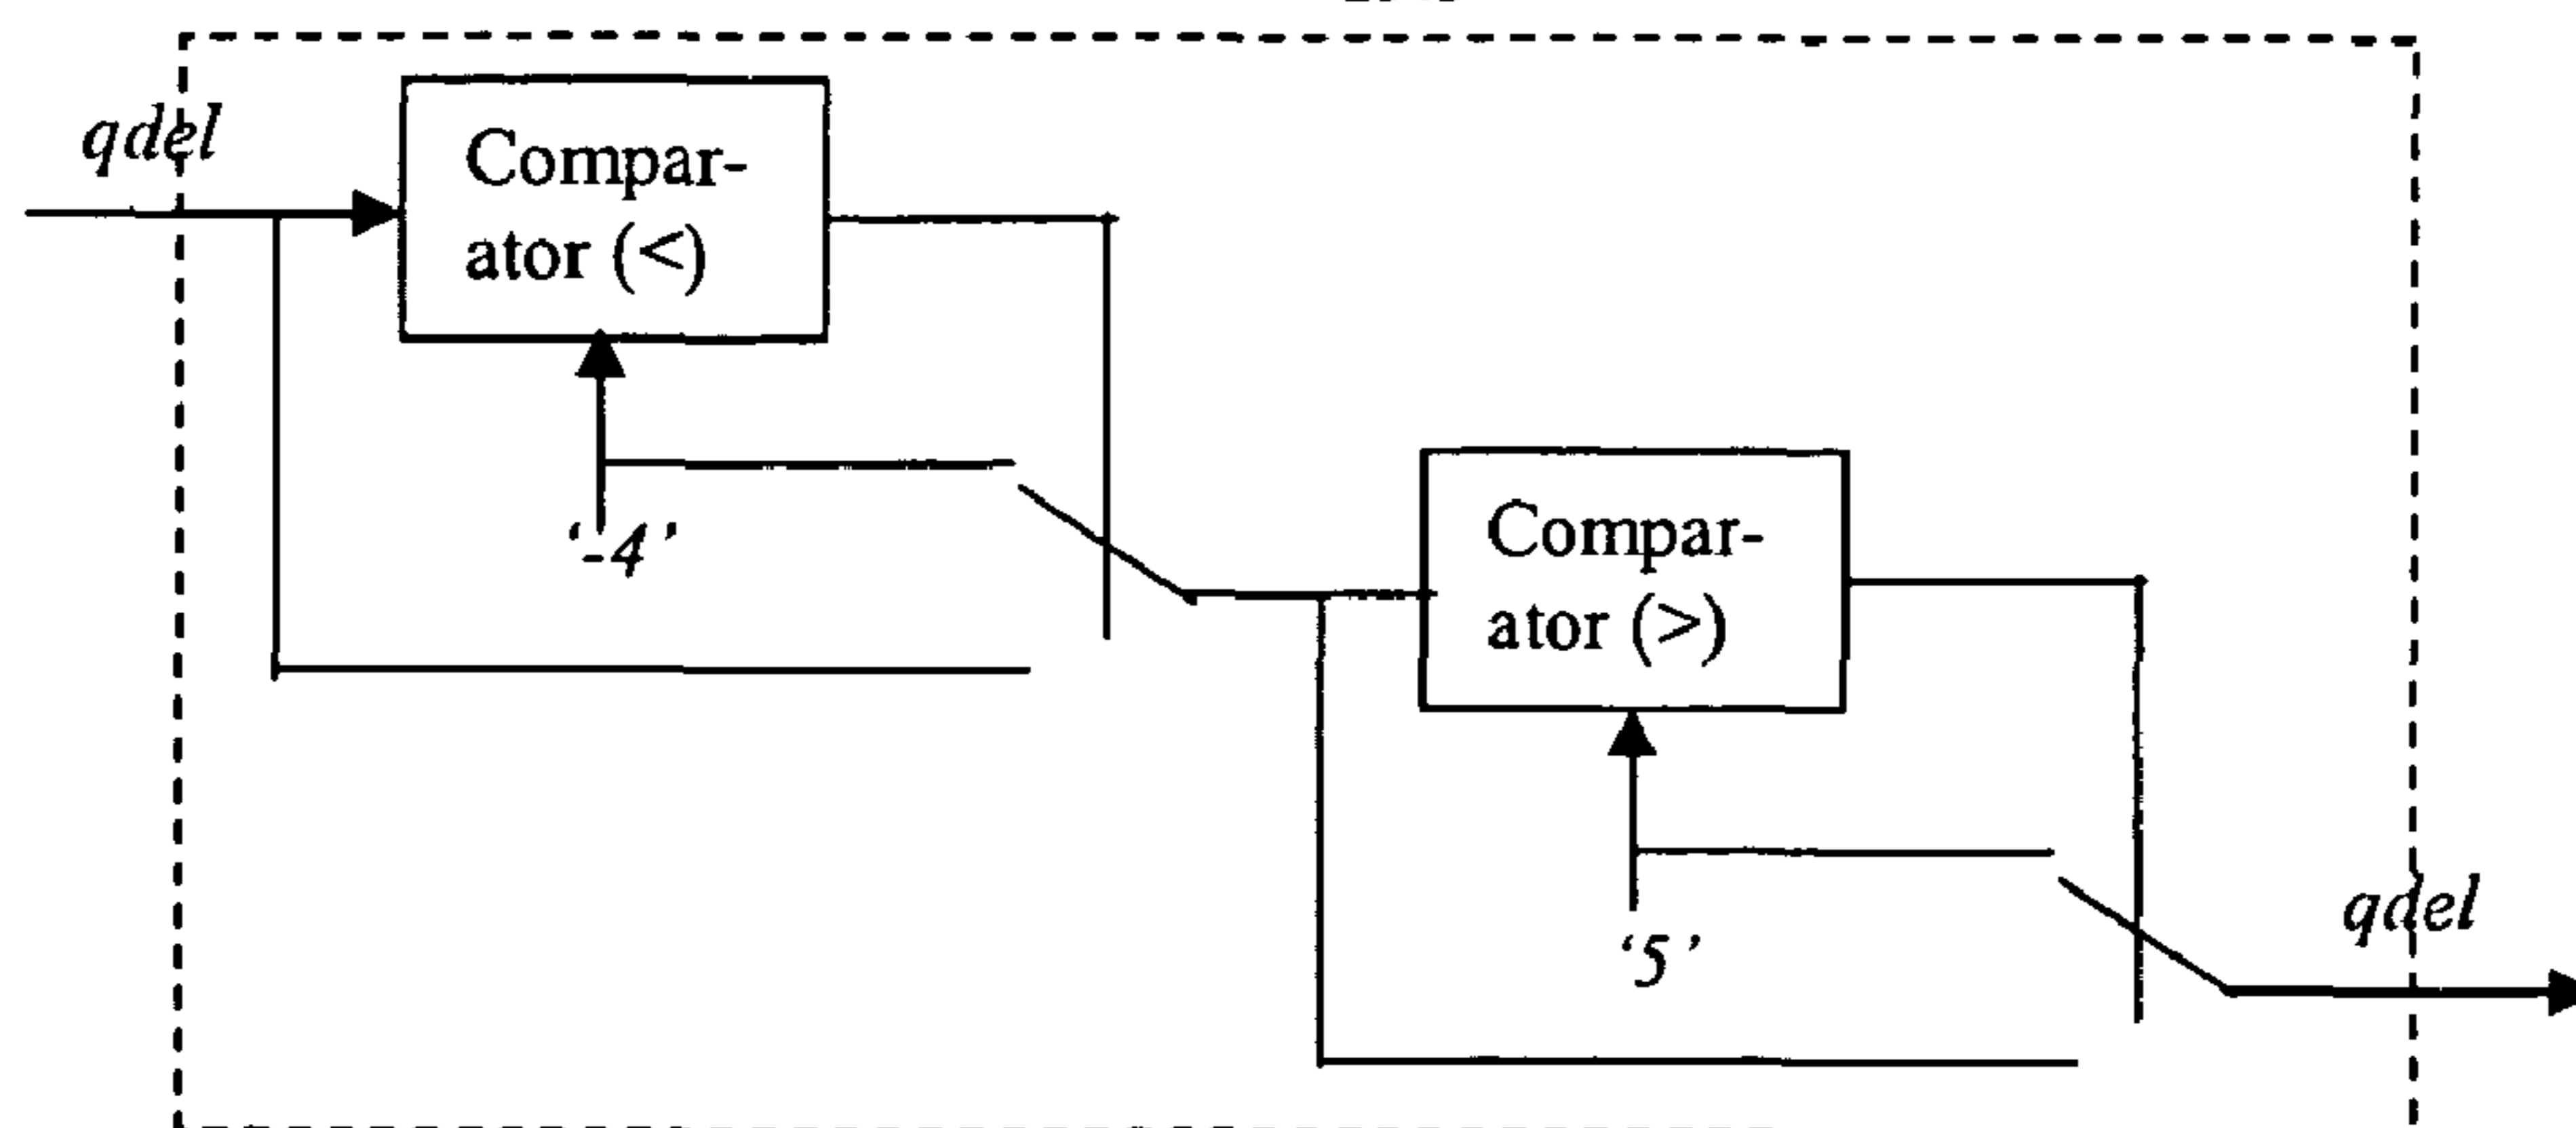 qdel
Compar-
ator (<)
‘-4’
Compar-
ator (>)
‘5’
qdel